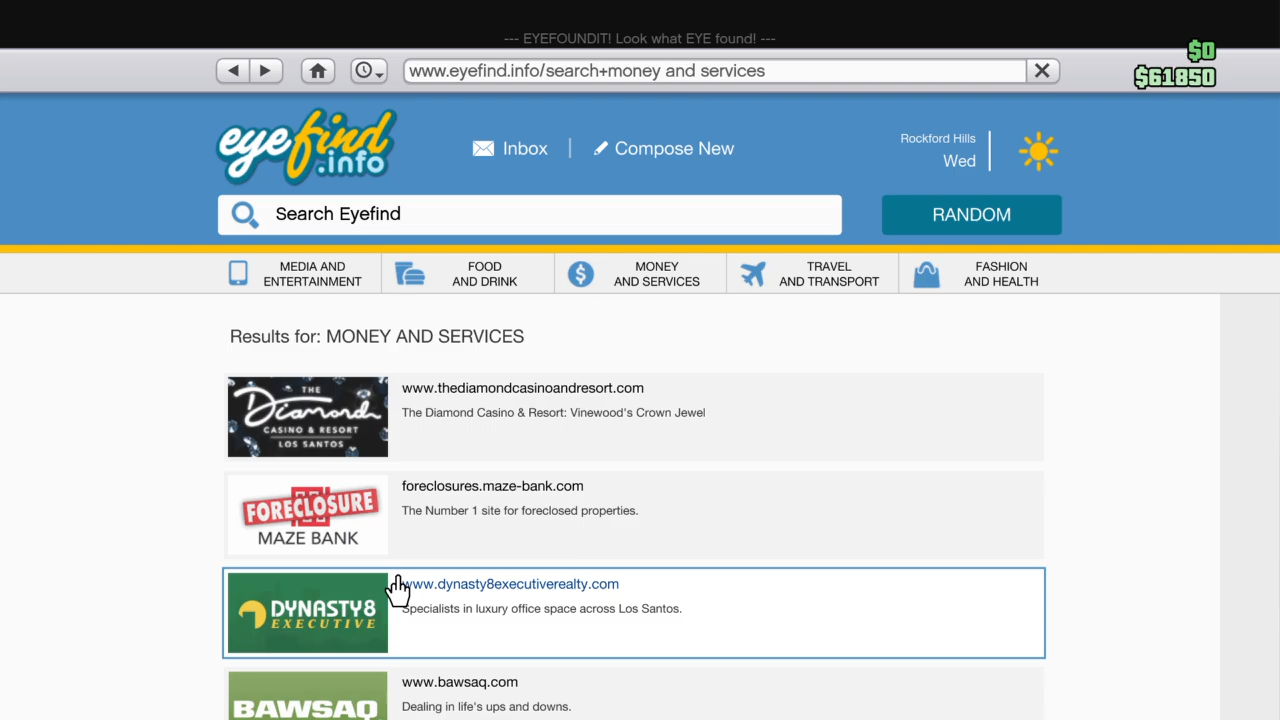 --- EYEFOUNDIT! Look what EYE found! ---
$0
www.eyefind.info/search+money and services
$61850
eyefind
.info
Inbox
Compose New
Rockford Hills
Wed
Search Eyefind
RANDOM
MEDIA AND
ENTERTAINMENT
FOOD
AND DRINK
MONEY
AND SERVICES
TRAVEL
AND TRANSPORT
FASHION
AND HEALTH
Results for: MONEY AND SERVICES
THE
Diamond
CASINO & RESORT
LOS SANTOS
www.thediamondcasinoandresort.com
The Diamond Casino & Resort: Vinewood's Crown Jewel
FORECLOSURE
MAZE BANK
foreclosures.maze-bank.com
The Number 1 site for foreclosed properties.
DYNASTY8
EXECUTIVE
www.dynasty8executiverealty.com
Specialists in luxury office space across Los Santos.
BAWSAQ
www.bawsaq.com
Dealing in life's ups and downs.